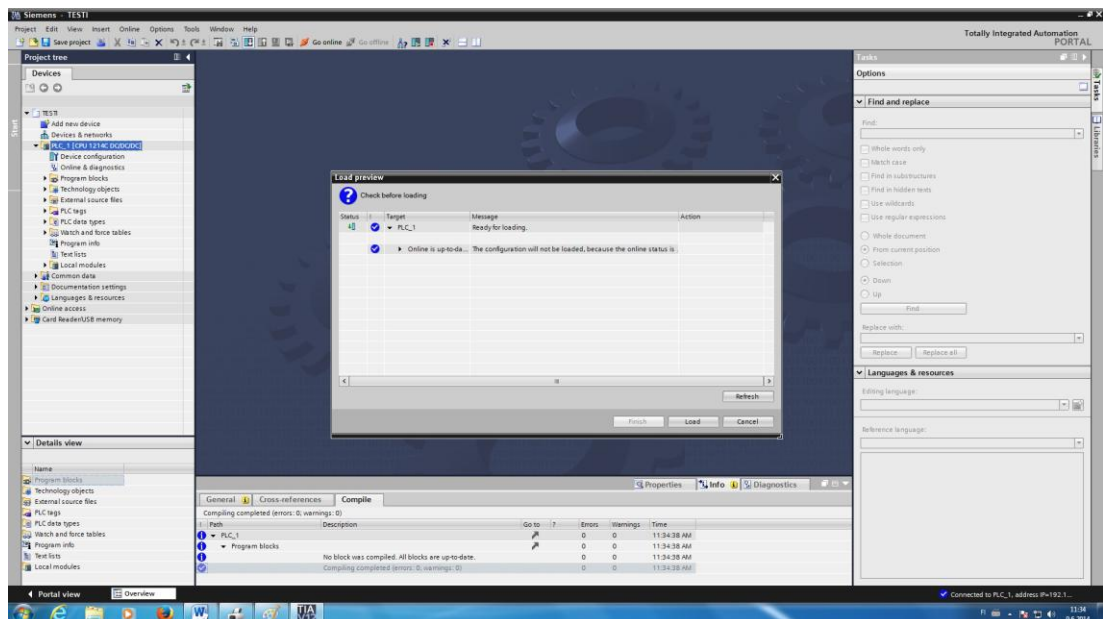 Siemens - TESTI
Project Edit View Insert Online Options Tools Window Help
Save project Go online Go offline
Totally Integrated Automation
PORTAL
Project tree
Devices
TESTI
Add new device
Devices & networks
PLC_1 [CPU 1214C DC/DC/DC]
Device configuration
Online & diagnostics
Program blocks
Technology objects
External source files
PLC tags
PLC data types
Watch and force tables
Program info
Text lists
Local modules
Common data
Documentation settings
Languages & resources
Online access
Card Reader/USB memory
Start
Details view
Name
Program blocks
Technology objects
External source files
PLC tags
PLC data types
Watch and force tables
Program info
Text lists
Local modules
Load preview
? Check before loading
Status ! Target Message Action
PLC_1 Ready for loading.
Online is up-to-da... The configuration will not be loaded, because the online status is
Refresh
Finish Load Cancel
Properties Info Diagnostics
General Cross-references Compile
Compiling completed (errors: 0; warnings: 0)
! Path Description Go to ? Errors Warnings Time
PLC_1 0 0 11:34:38 AM
Program blocks 0 0 11:34:38 AM
No block was compiled. All blocks are up-to-date. 0 0 11:34:38 AM
Compiling completed (errors: 0; warnings: 0) 0 0 11:34:38 AM
Tasks
Options
Find and replace
Find:
Whole words only
Match case
Find in substructures
Find in hidden texts
Use wildcards
Use regular expressions
Whole document
From current position
Selection
Down
Up
Find
Replace with:
Replace Replace all
Languages & resources
Editing language:
Reference language:
Tasks
Libraries
Portal view Overview
Connected to PLC_1, address IP=192.1...
TIA
FI 11:34
9.6.2014